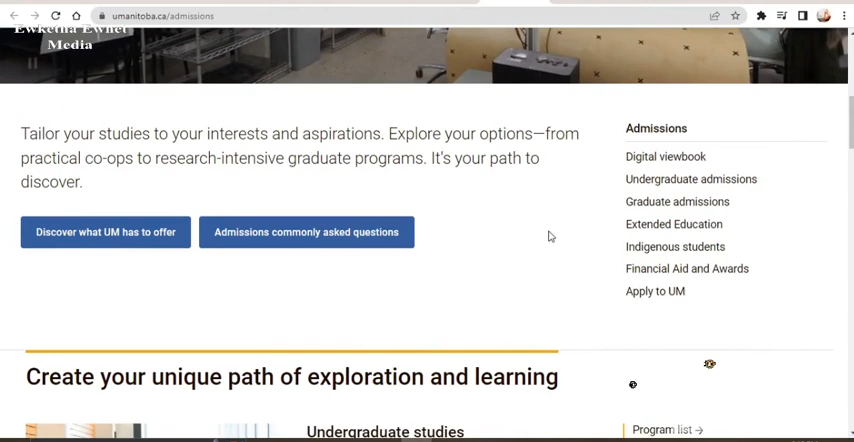 umanitoba.ca/admissions
Ewketna Ewnet
Media
Tailor your studies to your interests and aspirations. Explore your options—from
practical co-ops to research-intensive graduate programs. It's your path to
discover.
Discover what UM has to offer
Admissions commonly asked questions
Admissions
Digital viewbook
Undergraduate admissions
Graduate admissions
Extended Education
Indigenous students
Financial Aid and Awards
Apply to UM
Create your unique path of exploration and learning
Undergraduate studies
Program list →